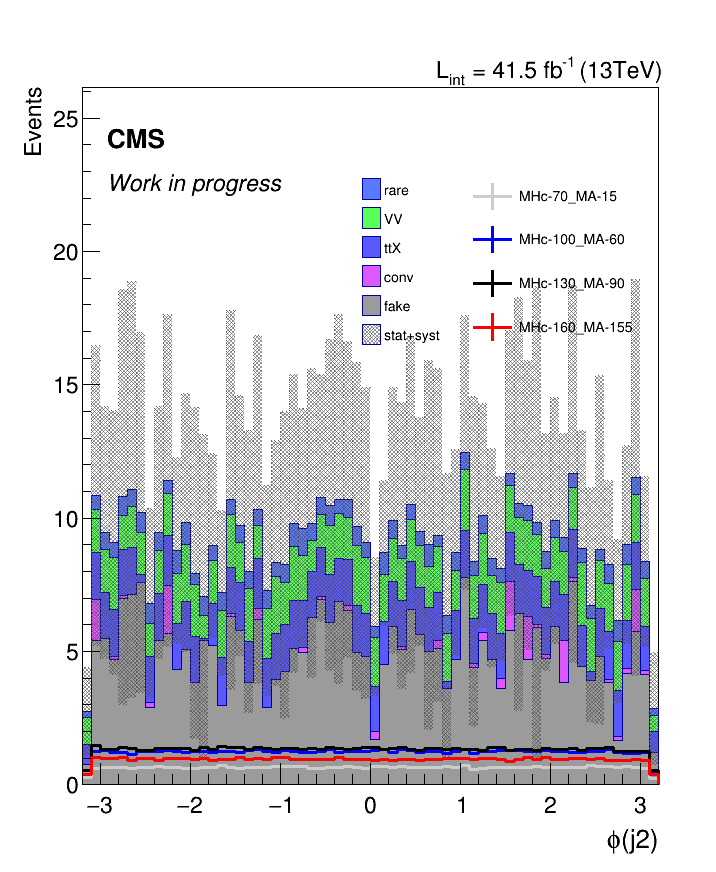 L_int = 41.5 fb^-1 (13TeV)
Events
CMS
Work in progress
rare
VV
ttX
conv
fake
stat+syst
MHc-70_MA-15
MHc-100_MA-60
MHc-130_MA-90
MHc-160_MA-155
25
20
15
10
5
0
−3 −2 −1 0 1 2 3
ϕ(j2)